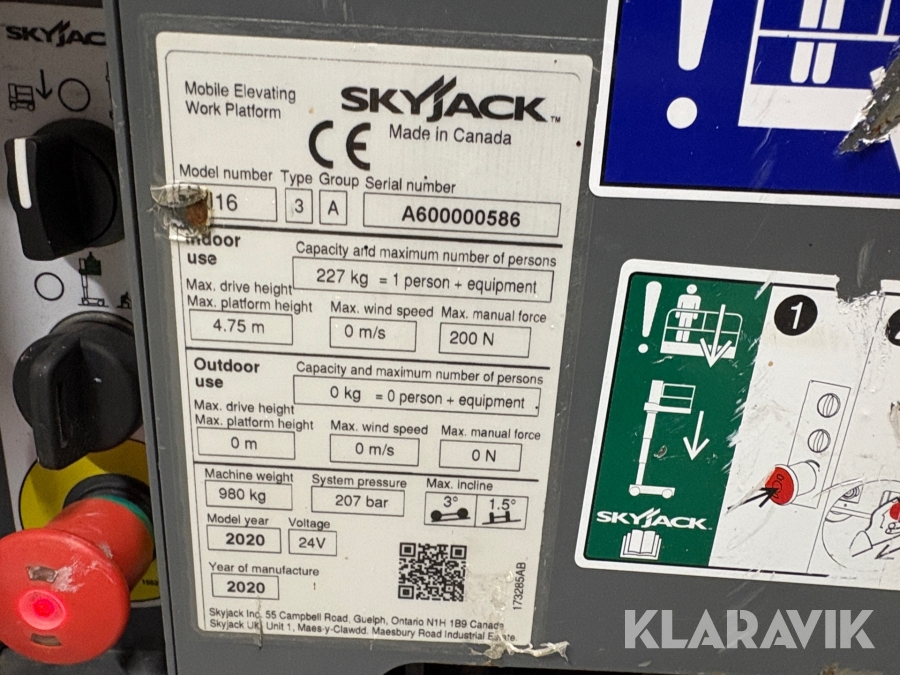 SKYJAC
Mobile Elevating
Work Platform
SKYJACK™
CE
Made in Canada
Model number Type Group Serial number
16 3 A A600000586
Indoor
use
Capacity and maximum number of persons
227 kg = 1 person + equipment
Max. drive height
Max. platform height
4.75 m
Max. wind speed
0 m/s
Max. manual force
200 N
Outdoor
use
Capacity and maximum number of persons
0 kg = 0 person + equipment
Max. drive height
Max. platform height
0 m
Max. wind speed
0 m/s
Max. manual force
0 N
Machine weight
980 kg
System pressure
207 bar
Max. incline
3° 1.5°
Model year
2020
Voltage
24V
Year of manufacture
2020
173285AB
Skyjack Inc. 55 Campbell Road, Guelph, Ontario N1H 1B9 Canada
Skyjack UK Unit 1, Maes-y-Clawdd, Maesbury Road Industrial Estate
!
!
1
SKYJACK.
KLARAVIK